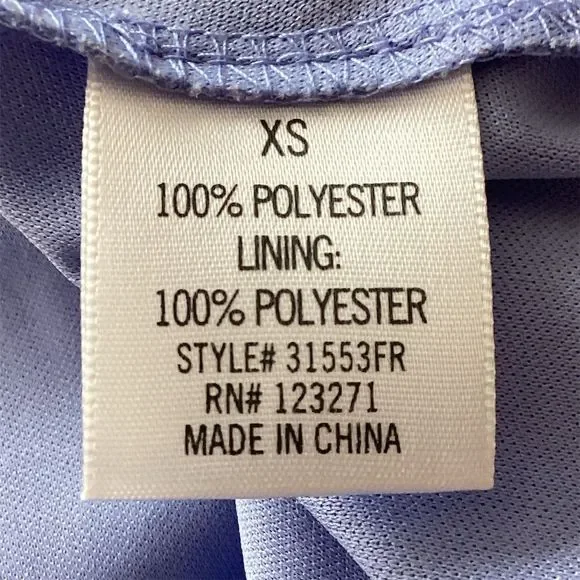 XS
100% POLYESTER
LINING:
100% POLYESTER
STYLE# 31553FR
RN# 123271
MADE IN CHINA